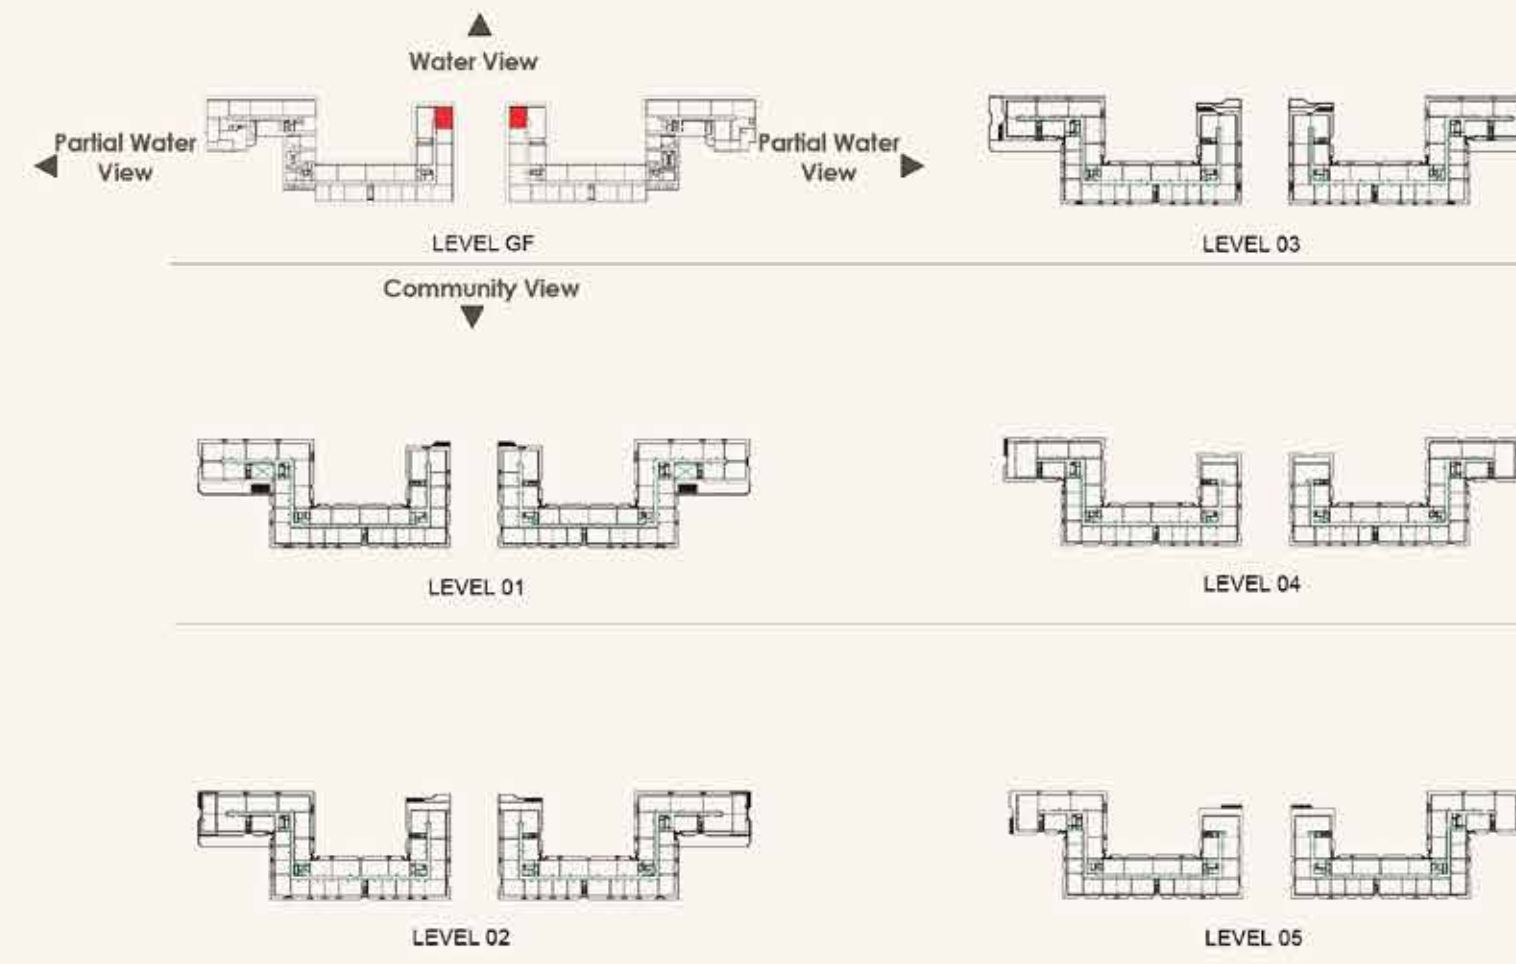 Water View
Partial Water
View
Partial Water
View
LEVEL GF
LEVEL 03
Community View
LEVEL 01
LEVEL 04
LEVEL 02
LEVEL 05